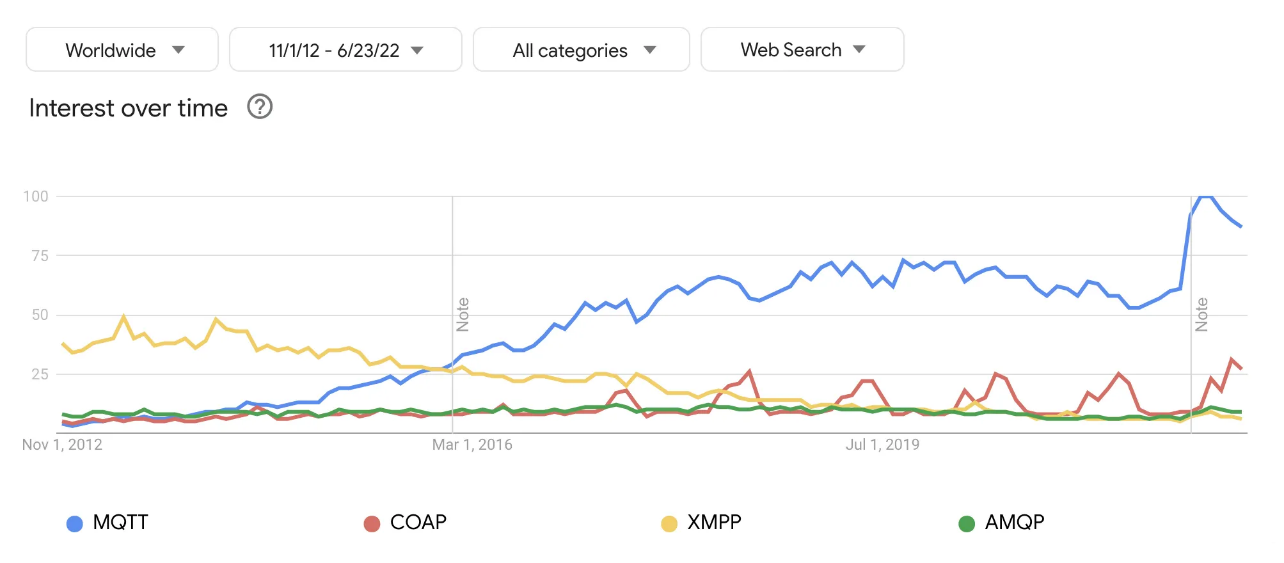 Worldwide 11/1/12 - 6/23/22 All categories Web Search
Interest over time ?
100
75
50
25
Note
Note
Nov 1, 2012 Mar 1, 2016 Jul 1, 2019
MQTT COAP XMPP AMQP